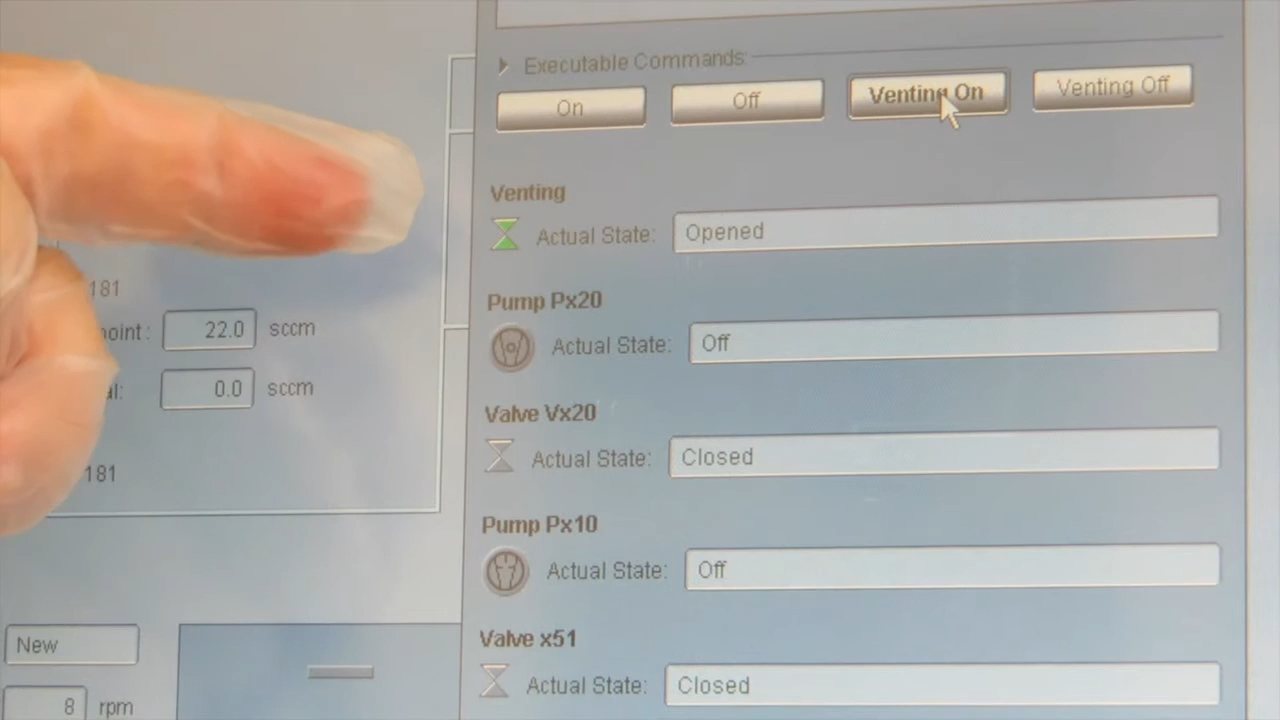 Executable Commands:
On Off Venting On Venting Off
Venting
Actual State: Opened
181
Pump Px20
point: 22.0 sccm
Actual State: Off
al: 0.0 sccm
Valve Vx20
Actual State: Closed
181
Pump Px10
Actual State: Off
New
Valve x51
Actual State: Closed
8 rpm